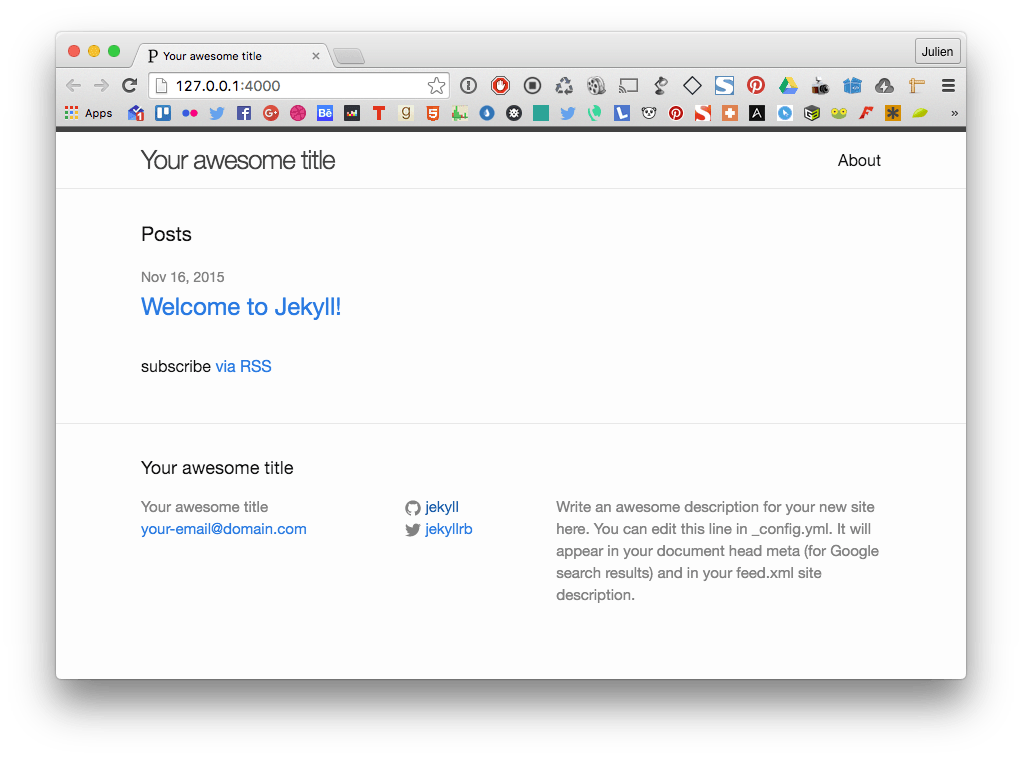 Your awesome title
Julien
127.0.0.1:4000
Apps
Your awesome title
About
Posts
Nov 16, 2015
Welcome to Jekyll!
subscribe via RSS
Your awesome title
Your awesome title
your-email@domain.com
jekyll
jekyllrb
Write an awesome description for your new site
here. You can edit this line in _config.yml. It will
appear in your document head meta (for Google
search results) and in your feed.xml site
description.